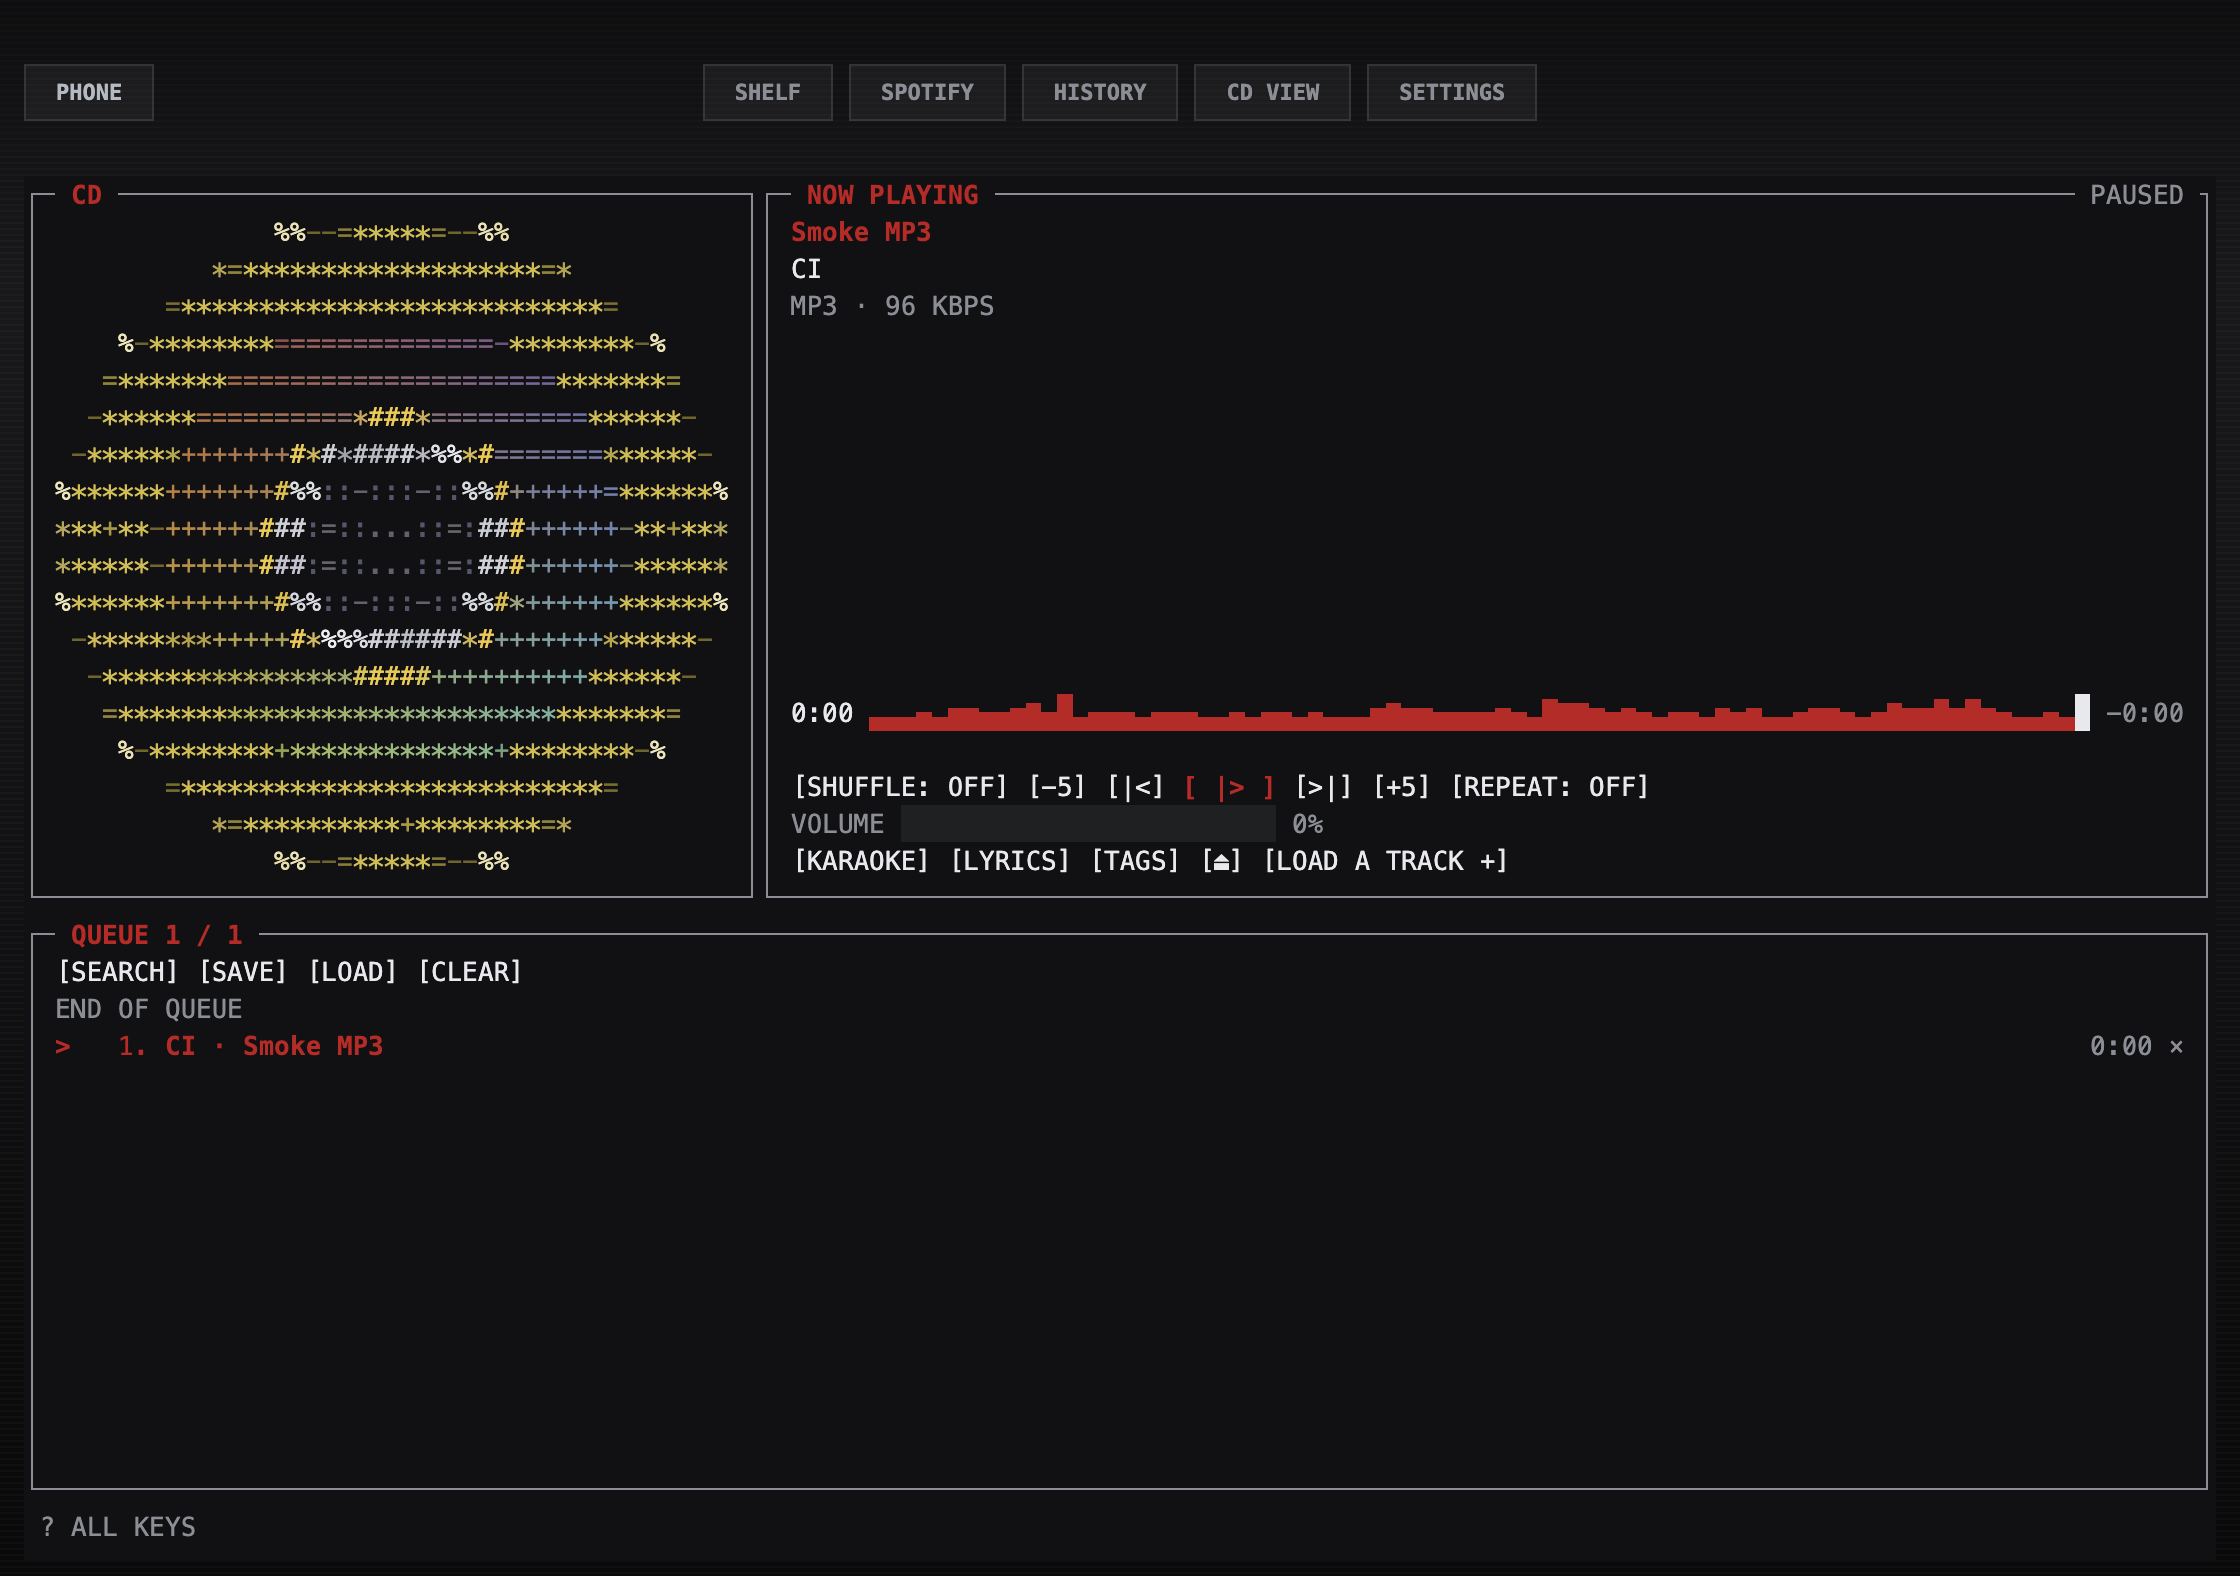 PHONE
SHELF SPOTIFY HISTORY CD VIEW SETTINGS
CD
NOW PLAYING
PAUSED
Smoke MP3
CI
MP3 · 96 KBPS
0:00
−0:00
[SHUFFLE: OFF] [−5] [|<] [ |> ] [>|] [+5] [REPEAT: OFF]
VOLUME 0%
[KARAOKE] [LYRICS] [TAGS] [⏏] [LOAD A TRACK +]
QUEUE 1 / 1
[SEARCH] [SAVE] [LOAD] [CLEAR]
END OF QUEUE
> 1. CI · Smoke MP3 0:00 ×
? ALL KEYS